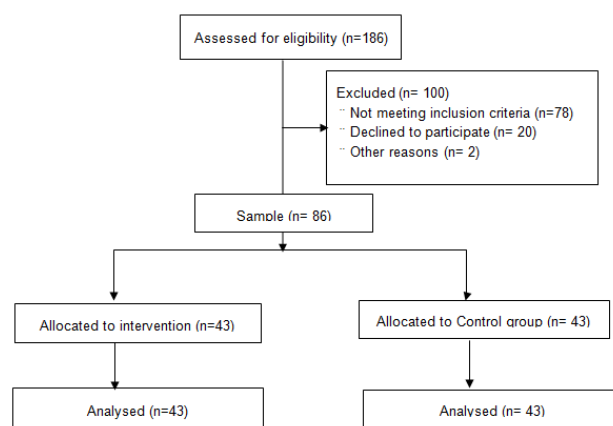 Assessed for eligibility (n=186)
Excluded (n= 100)
¨ Not meeting inclusion criteria (n=78)
¨ Declined to participate (n= 20)
¨ Other reasons (n= 2)
Sample (n= 86)
Allocated to intervention (n=43)
Allocated to Control group (n= 43)
Analysed (n=43)
Analysed (n= 43)